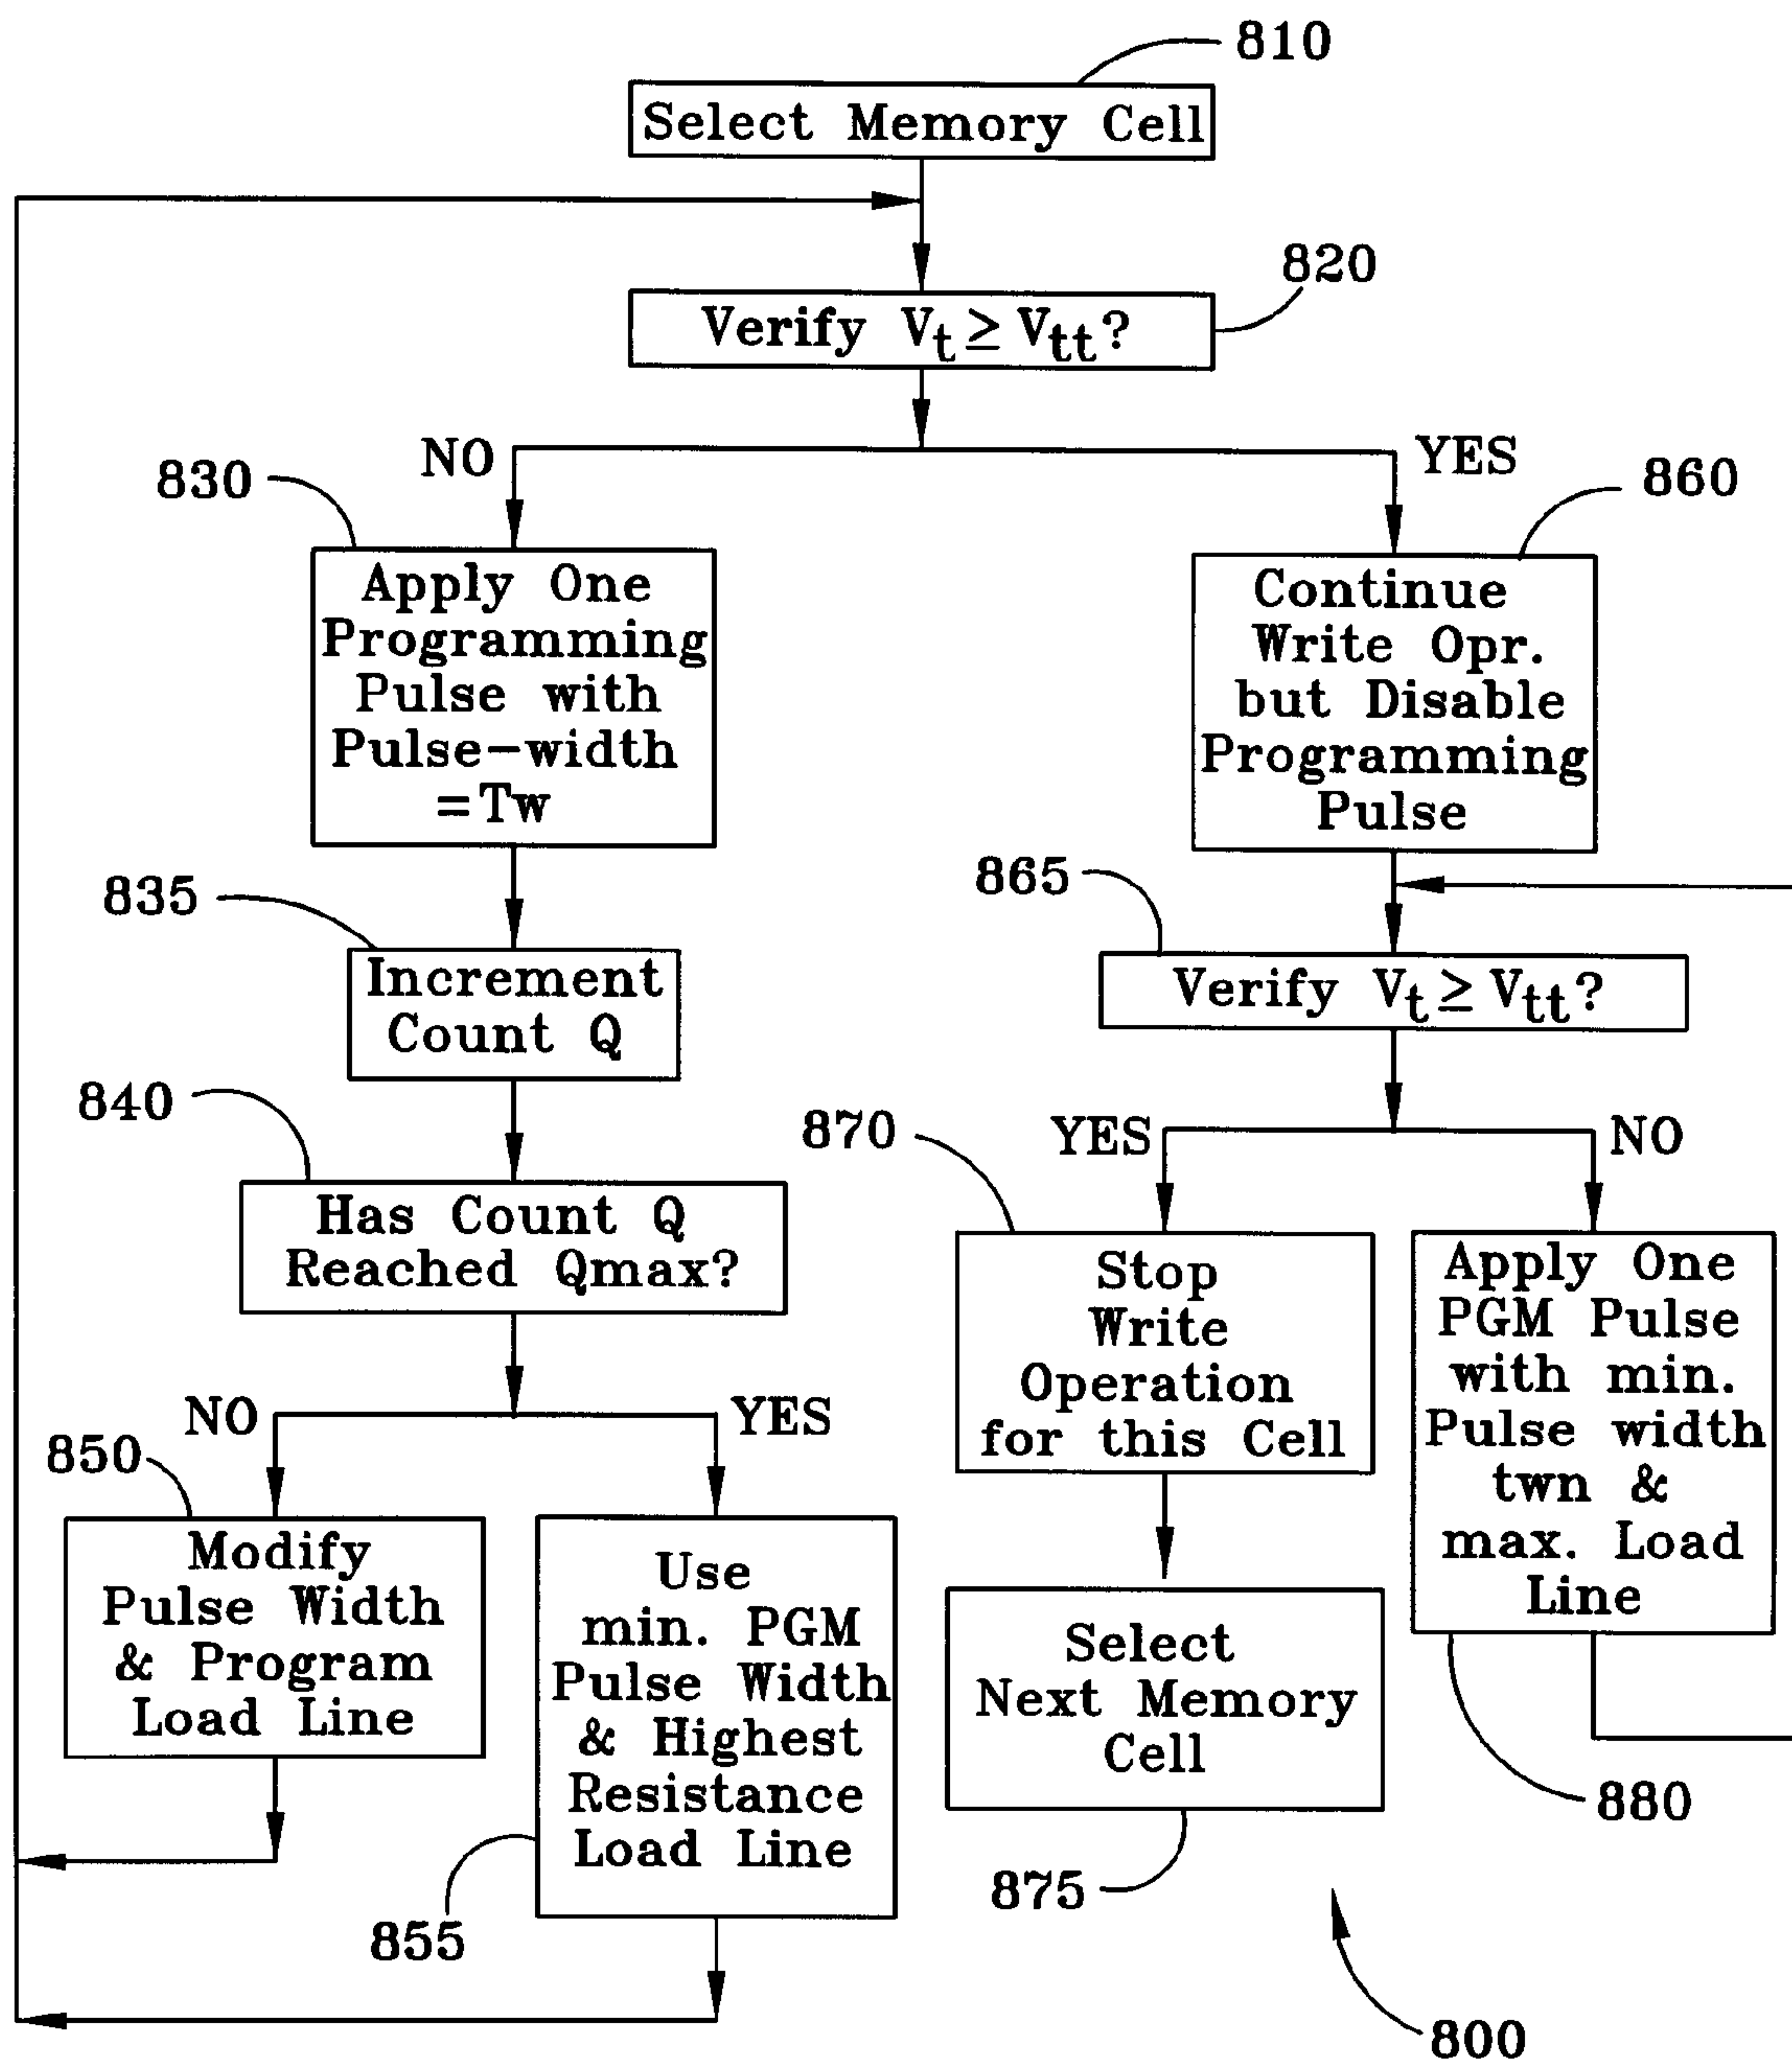 810
Select Memory Cell
820
Verify Vt ≥ Vtt?
NO
YES
830
860
Apply One
Programming
Pulse with
Pulse-width
=Tw
Continue
Write Opr.
but Disable
Programming
Pulse
835
865
Increment
Count Q
Verify Vt ≥ Vtt?
840
870
YES
NO
Has Count Q
Reached Qmax?
Stop
Write
Operation
for this Cell
Apply One
PGM Pulse
with min.
Pulse width
twn &
max. Load
Line
NO
YES
850
Modify
Pulse Width
& Program
Load Line
Use
min. PGM
Pulse Width
& Highest
Resistance
Load Line
Select
Next Memory
Cell
880
875
855
800